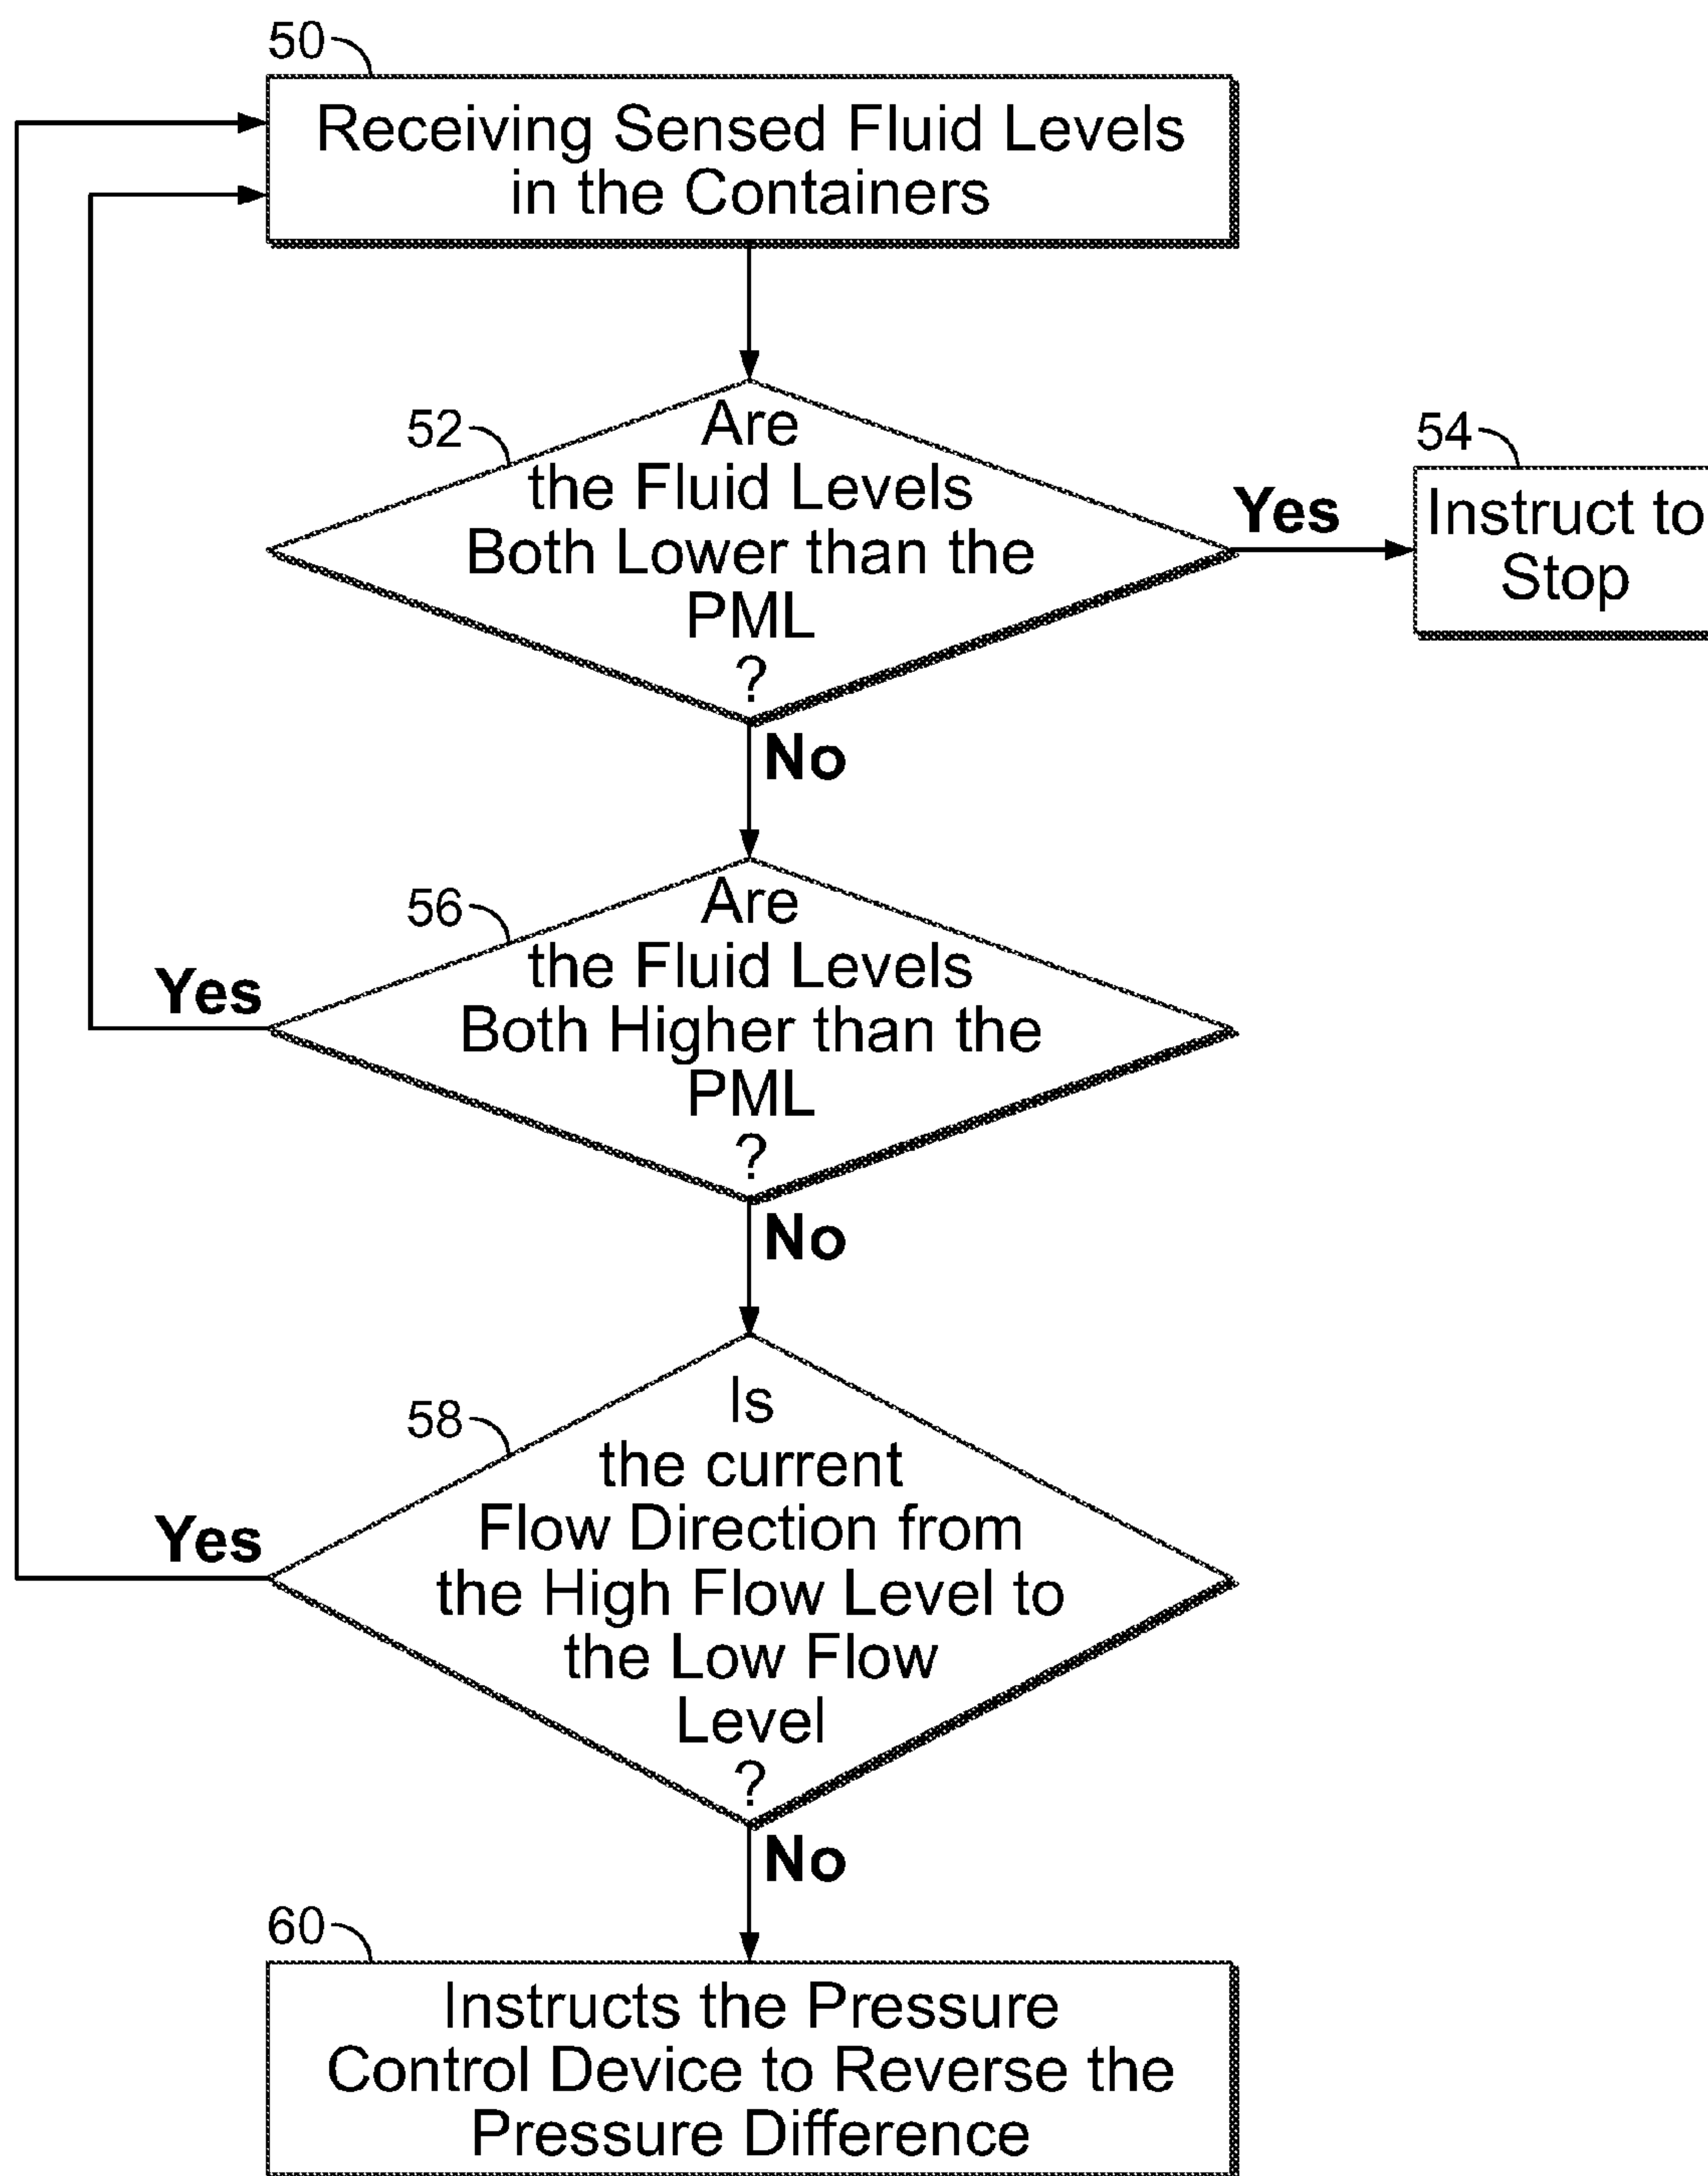 50
Receiving Sensed Fluid Levels
in the Containers
52
Are
the Fluid Levels
Both Lower than the
PML
?
Yes
54
Instruct to
Stop
No
56
Are
the Fluid Levels
Both Higher than the
PML
?
Yes
No
58
Is
the current
Flow Direction from
the High Flow Level to
the Low Flow
Level
?
Yes
No
60
Instructs the Pressure
Control Device to Reverse the
Pressure Difference